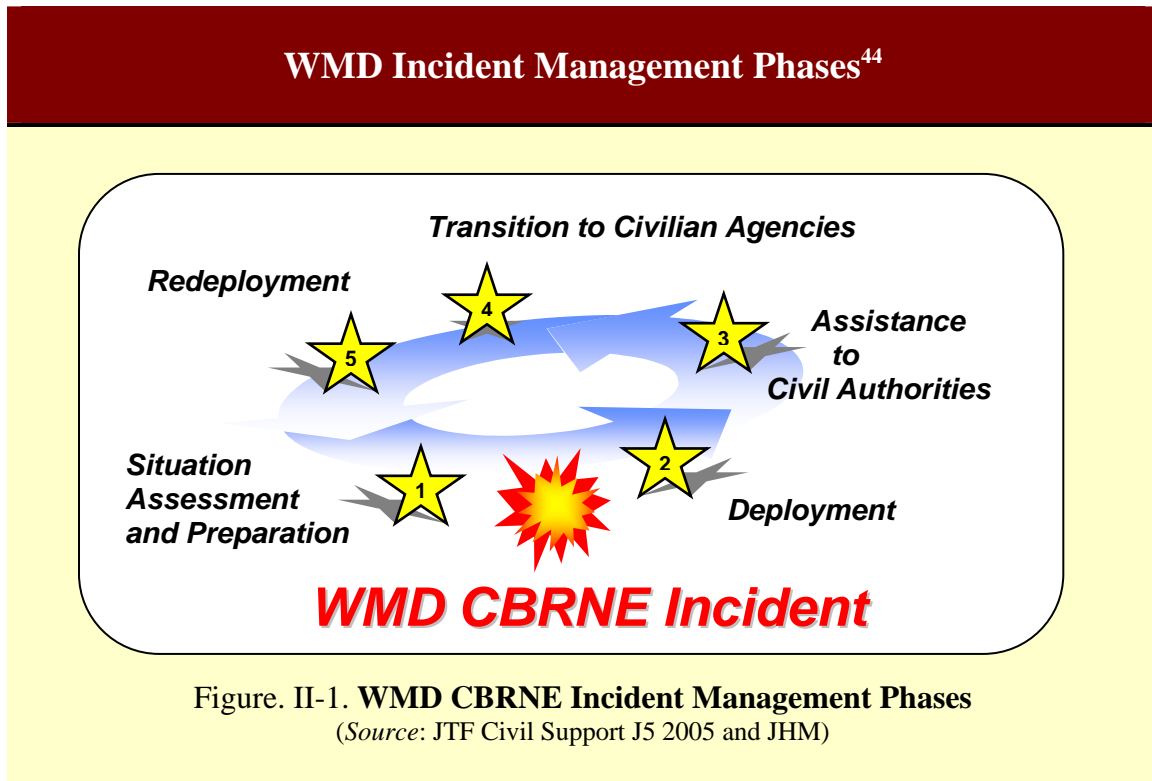 WMD Incident Management Phases44
Transition to Civilian Agencies
Redeployment
4
3
Assistance
to
Civil Authorities
5
Situation
Assessment
and Preparation
1
2
Deployment
WMD CBRNE Incident
Figure. II-1. WMD CBRNE Incident Management Phases
(Source: JTF Civil Support J5 2005 and JHM)